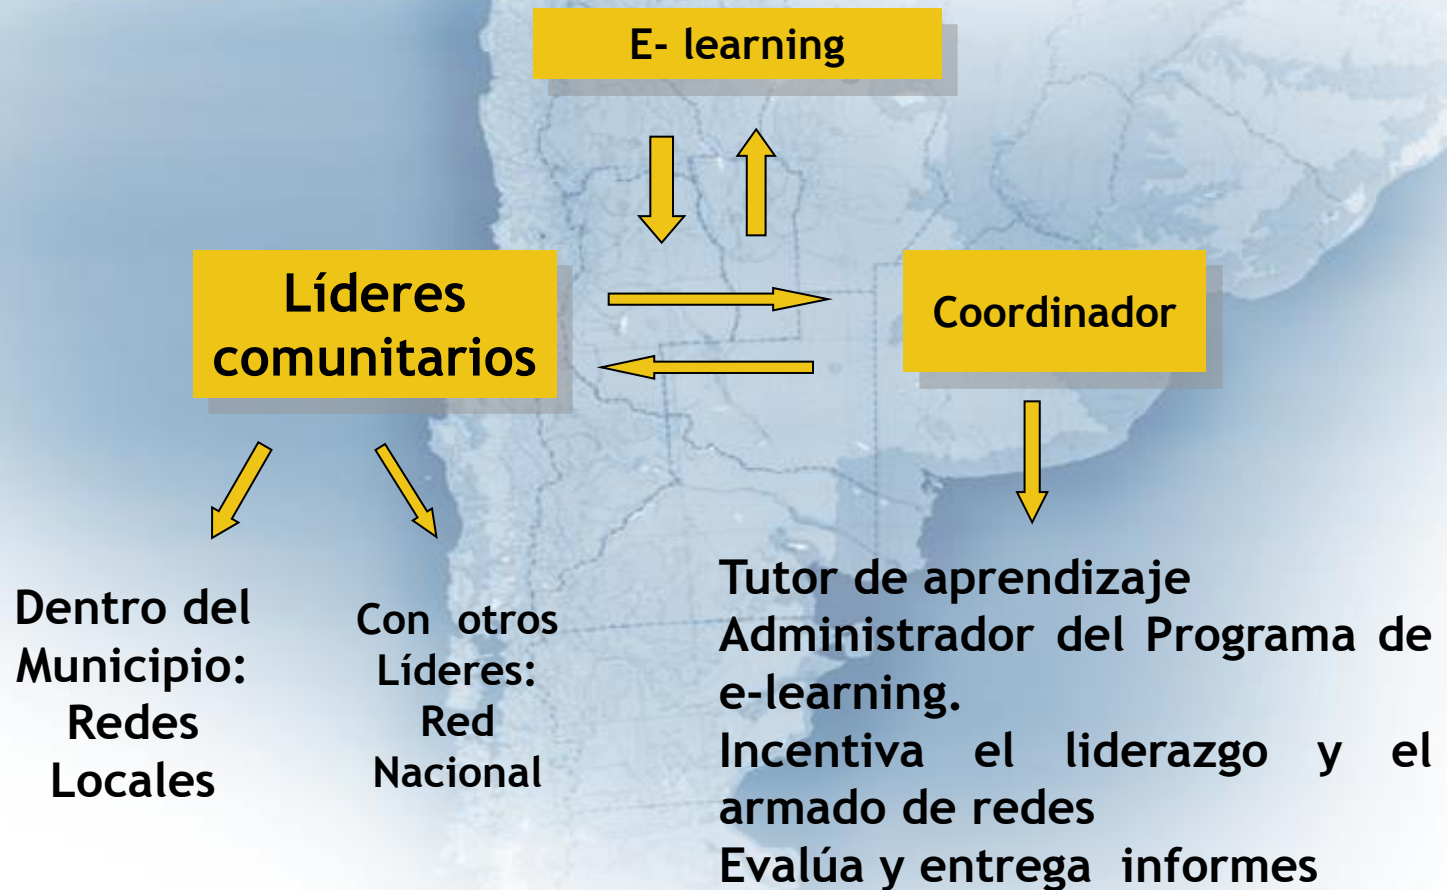 E- learning
Líderes
comunitarios
Coordinador
Dentro del
Municipio:
Redes
Locales
Con otros
Líderes:
Red
Nacional
Tutor de aprendizaje
Administrador del Programa de
e-learning.
Incentiva el liderazgo y el
armado de redes
Evalúa y entrega informes